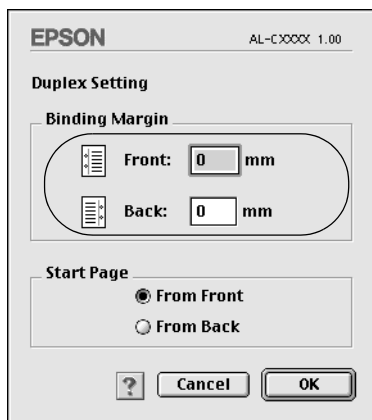 EPSON AL-CXXXX 1.00
Duplex Setting
Binding Margin
Front: 0 mm
Back: 0 mm
Start Page
From Front
From Back
? Cancel OK